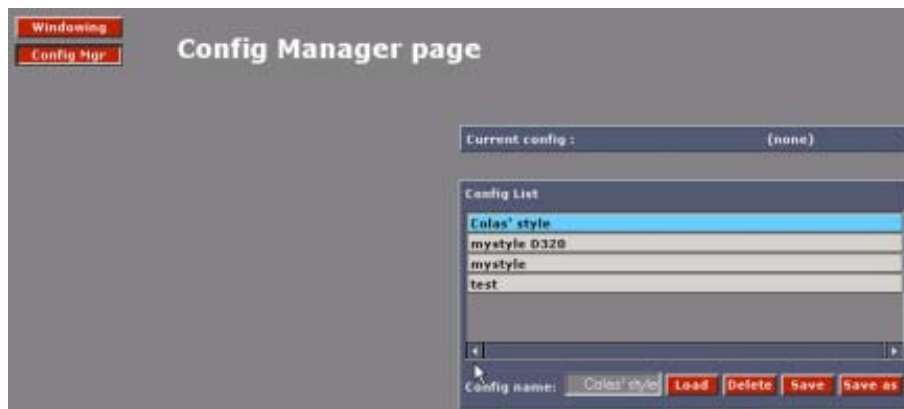 Windowing
Config Mgr
Config Manager page
Current config : (none)
Config List
Colas' style
mystyle D320
mystyle
test
Config name: Colas' style Load Delete Save Save as